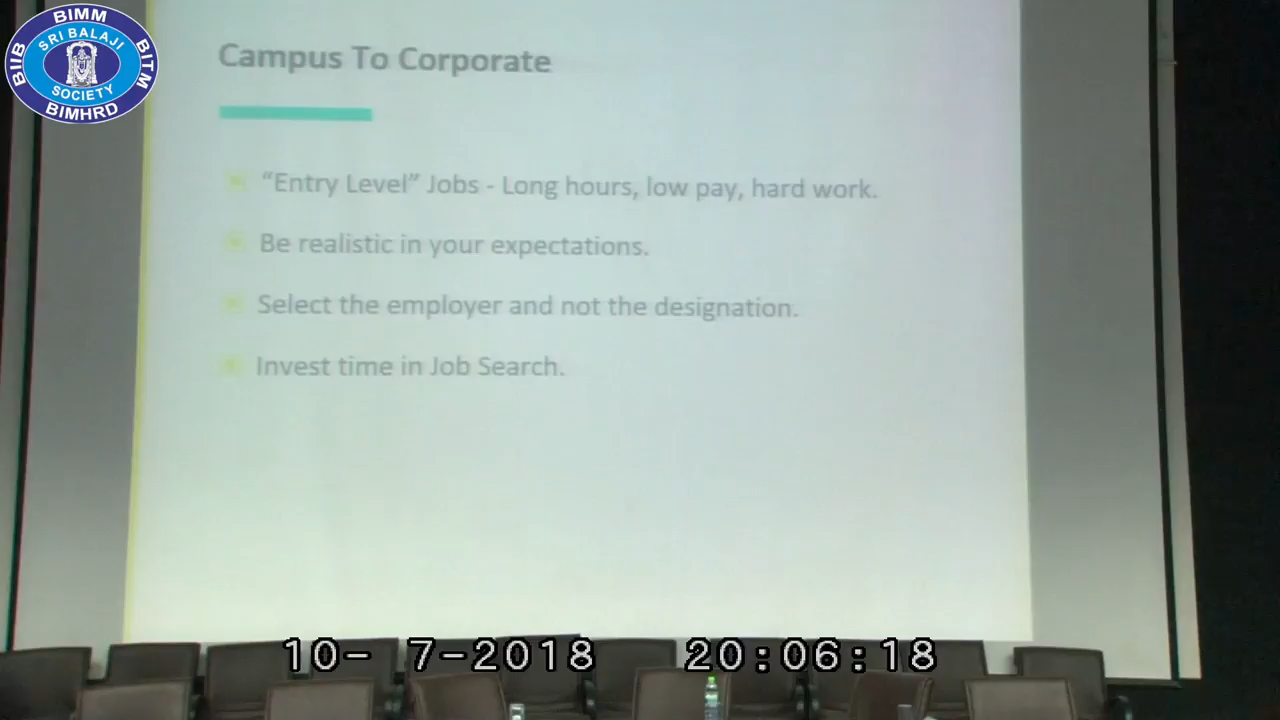 BIMM
BIIB
SRI BALAJI
SOCIETY
BITM
BIMHRD
Campus To Corporate
“Entry Level” Jobs - Long hours, low pay, hard work.
Be realistic in your expectations.
Select the employer and not the designation.
Invest time in Job Search.
10- 7-2018 20:06:18